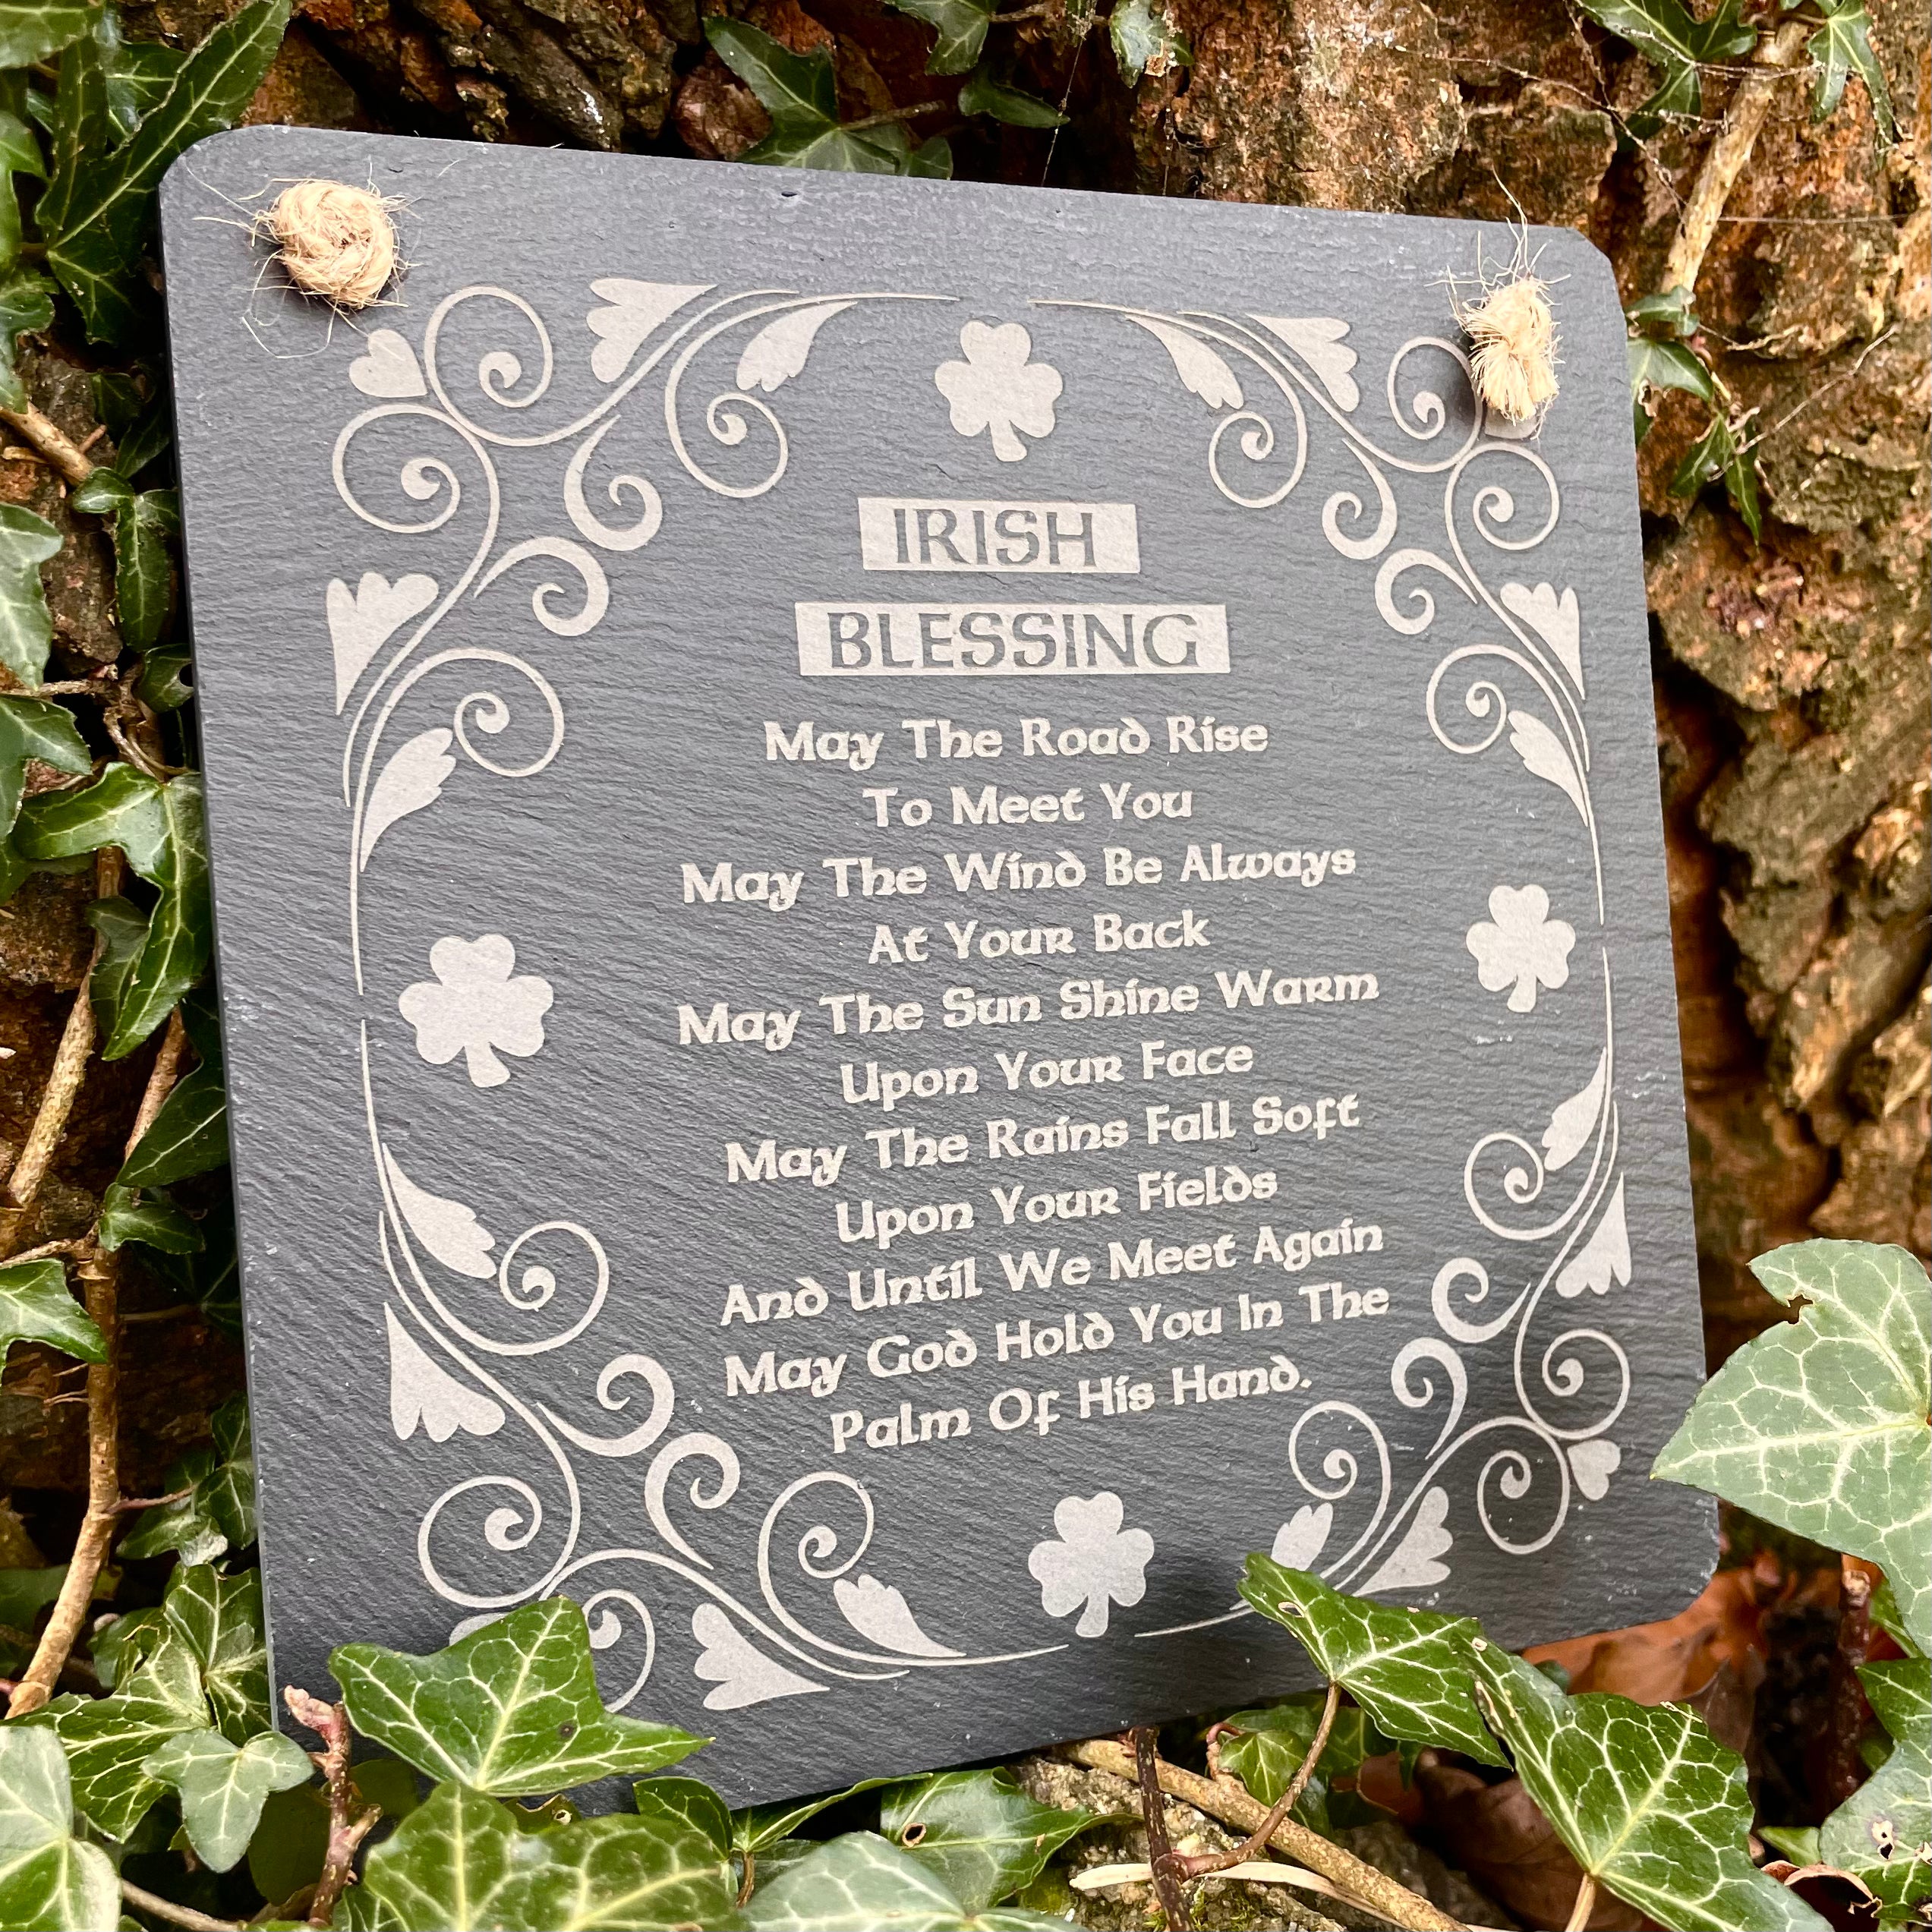 IRISH
BLESSING
May The Road Rise
To Meet You
May The Wind Be Always
At Your Back
May The Sun Shine Warm
Upon Your Face
May The Rains Fall Soft
Upon Your Fields
And Until We Meet Again
May God Hold You In The
Palm Of His Hand.